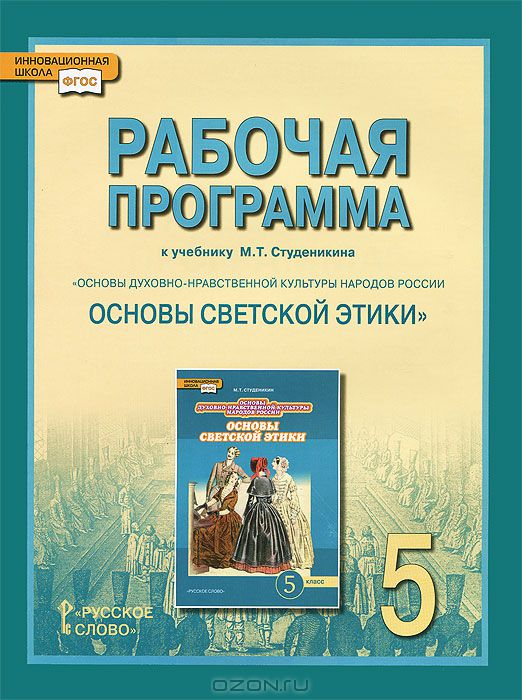 ИННОВАЦИОННАЯ
ШКОЛА
ФГОС
РАБОЧАЯ
ПРОГРАММА
к учебнику М.Т. Студеникина
«ОСНОВЫ ДУХОВНО-НРАВСТВЕННОЙ КУЛЬТУРЫ НАРОДОВ РОССИИ
ОСНОВЫ СВЕТСКОЙ ЭТИКИ»
ИННОВАЦИОННАЯ
ШКОЛА
ФГОС
М.Т. СТУДЕНИКИН
ОСНОВЫ
ДУХОВНО-НРАВСТВЕННОЙ КУЛЬТУРЫ
НАРОДОВ РОССИИ
ОСНОВЫ
СВЕТСКОЙ ЭТИКИ
5 класс
«РУССКОЕ СЛОВО»
5
«РУССКОЕ
СЛОВО»
OZON.ru